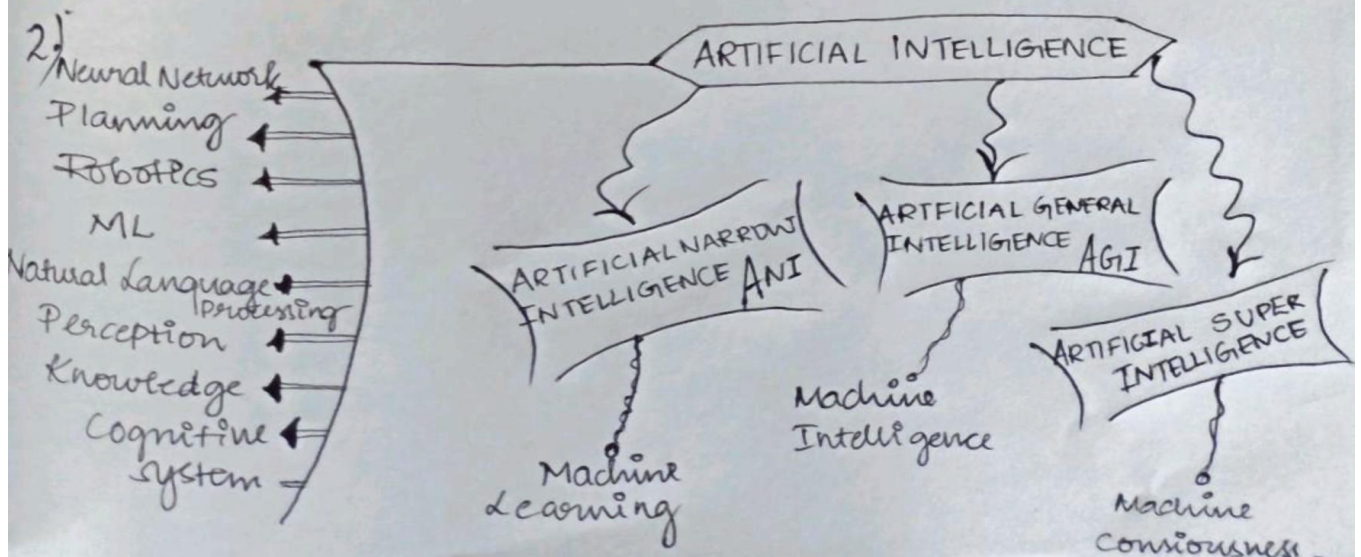 2)
ARTIFICIAL INTELLIGENCE
Neural Network
Planning
Robotics
ML
Natural Language
Processing
Perception
Knowledge
Cognitine
system
ARTIFICIAL NARROW
INTELLIGENCE ANI
ARTFICIAL GENERAL
INTELLIGENCE AGI
ARTIFICIAL SUPER
INTELLIGENCE
Machine
Learning
Machine
Intelligence
Machine
Consiousness